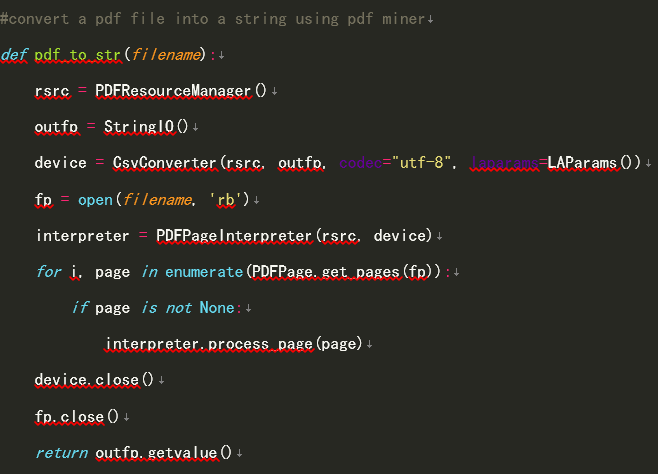 #convert a pdf file into a string using pdf miner↓
def pdf_to_str(filename):↓
rsrc = PDFResourceManager()↓
outfp = StringIO()↓
device = CsvConverter(rsrc, outfp, codec="utf-8", laparams=LAParams())↓
fp = open(filename, 'rb')↓
interpreter = PDFPageInterpreter(rsrc, device)↓
for i, page in enumerate(PDFPage.get_pages(fp)):↓
if page is not None:↓
interpreter.process_page(page)↓
device.close()↓
fp.close()↓
return outfp.getvalue()↓